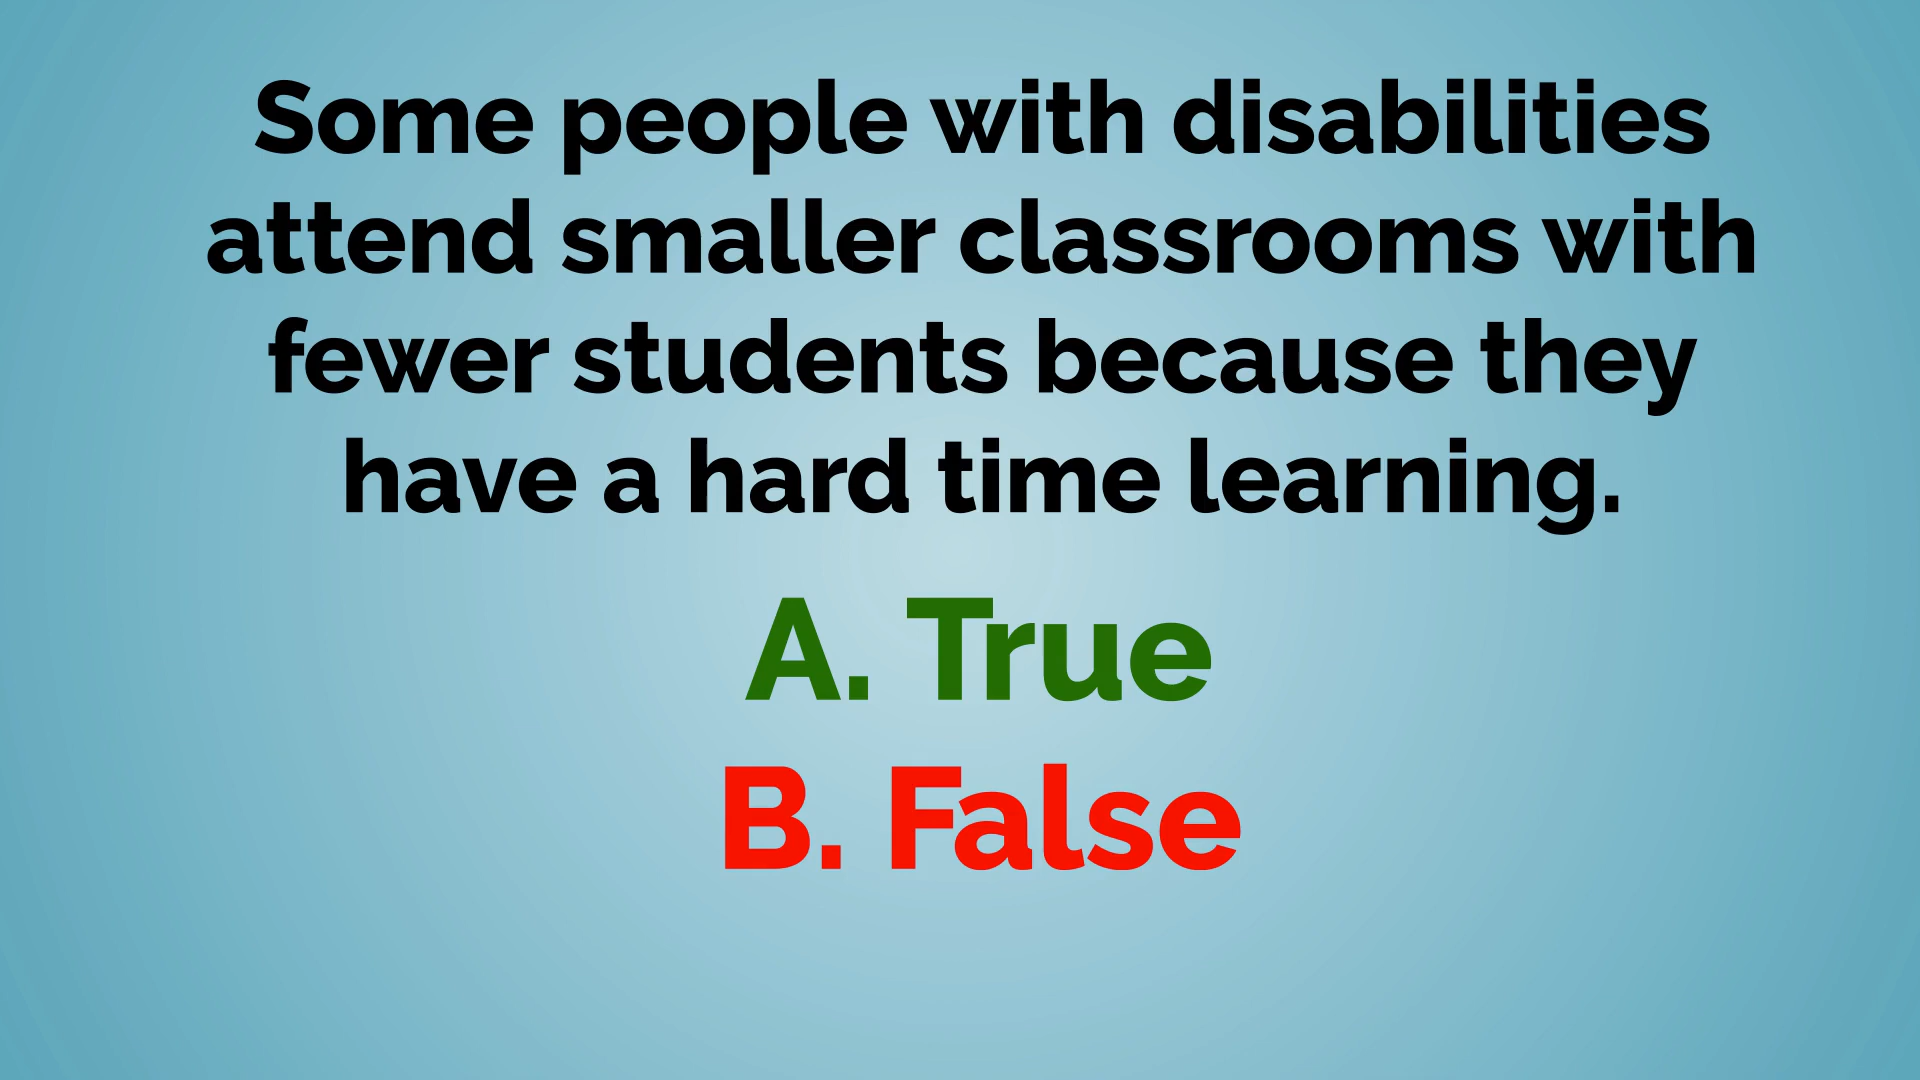 Some people with disabilities
attend smaller classrooms with
fewer students because they
have a hard time learning.
A. True
B. False